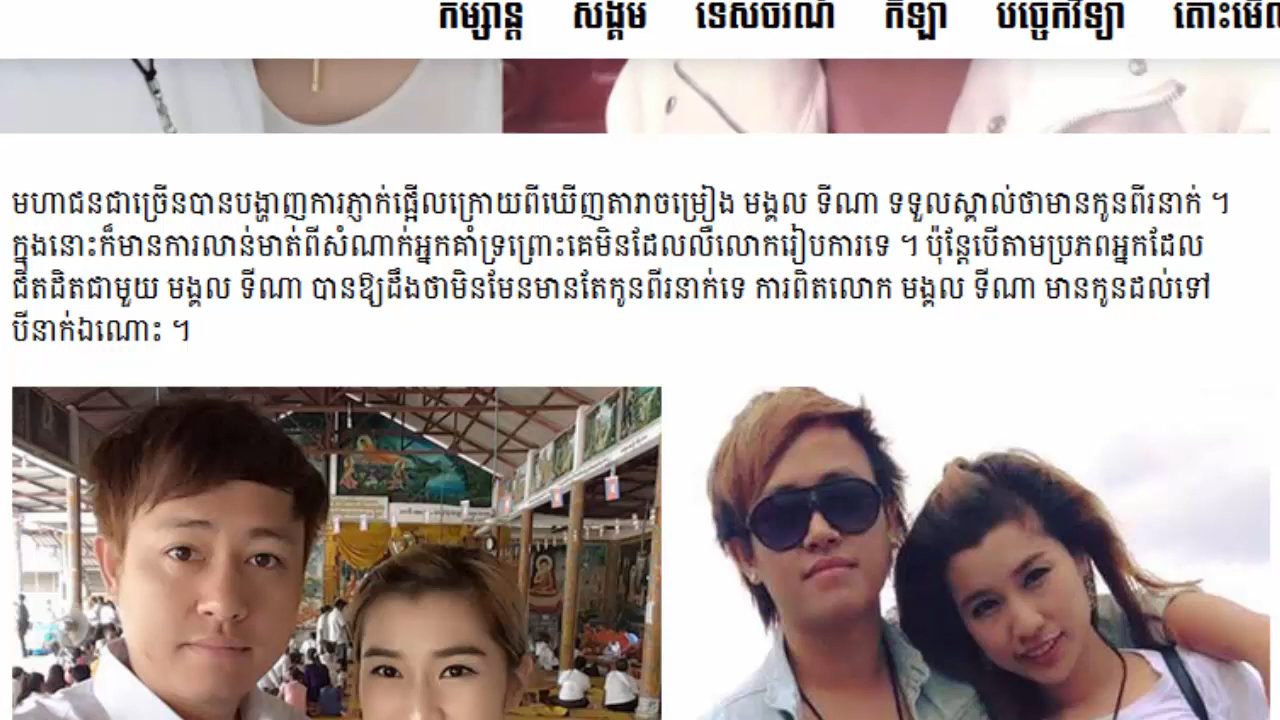 កម្សាន្ត សង្គម ទេសចរណ៍ កីឡា បច្ចេកវិទ្យា តោះមើល
មហាជនជាច្រើនបានបង្ហាញការភ្ញាក់ផ្អើលក្រោយពីឃើញតារាចម្រៀង មង្គល ទីណា ទទួលស្គាល់ថាមានកូនពីរនាក់ ។
ក្នុងនោះក៏មានការលាន់មាត់ពីសំណាក់អ្នកគាំទ្រព្រោះគេមិនដែលលឺលោករៀបការទេ ។ ប៉ុន្តែបើតាមប្រភពអ្នកដែល
ជិតដិតជាមួយ មង្គល ទីណា បានឱ្យដឹងថាមិនមែនមានតែកូនពីរនាក់ទេ ការពិតលោក មង្គល ទីណា មានកូនដល់ទៅ
បីនាក់ឯណោះ ។